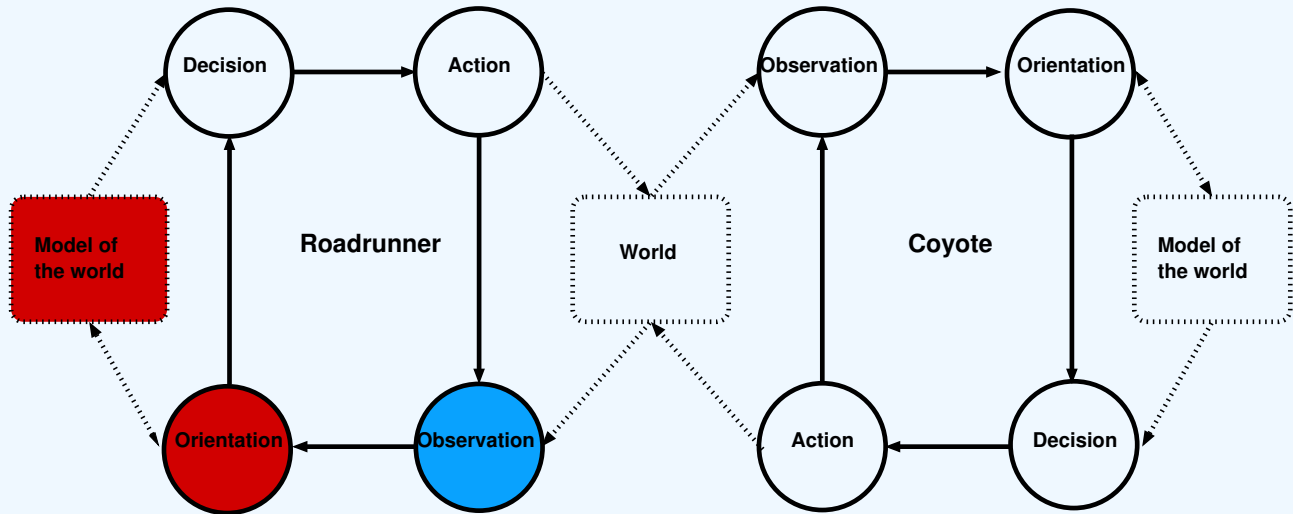 Decision
Action
Observation
Orientation
Model of
the world
Roadrunner
World
Coyote
Model of
the world
Orientation
Observation
Action
Decision